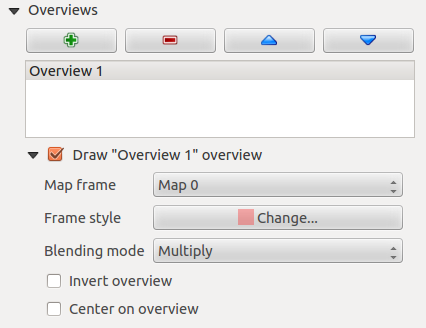 Overviews
Overview 1
Draw "Overview 1" overview
Map frame Map 0
Frame style Change...
Blending mode Multiply
Invert overview
Center on overview